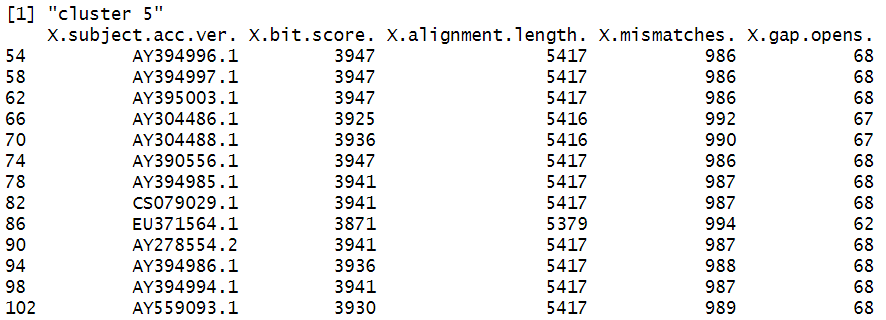 [1] "cluster 5"
X.subject.acc.ver. X.bit.score. X.alignment.length. X.mismatches. X.gap.opens.
54 AY394996.1 3947 5417 986 68
58 AY394997.1 3947 5417 986 68
62 AY395003.1 3947 5417 986 68
66 AY304486.1 3925 5416 992 67
70 AY304488.1 3936 5416 990 67
74 AY390556.1 3947 5417 986 68
78 AY394985.1 3941 5417 987 68
82 CS079029.1 3941 5417 987 68
86 EU371564.1 3871 5379 994 62
90 AY278554.2 3941 5417 987 68
94 AY394986.1 3936 5417 988 68
98 AY394994.1 3941 5417 987 68
102 AY559093.1 3930 5417 989 68